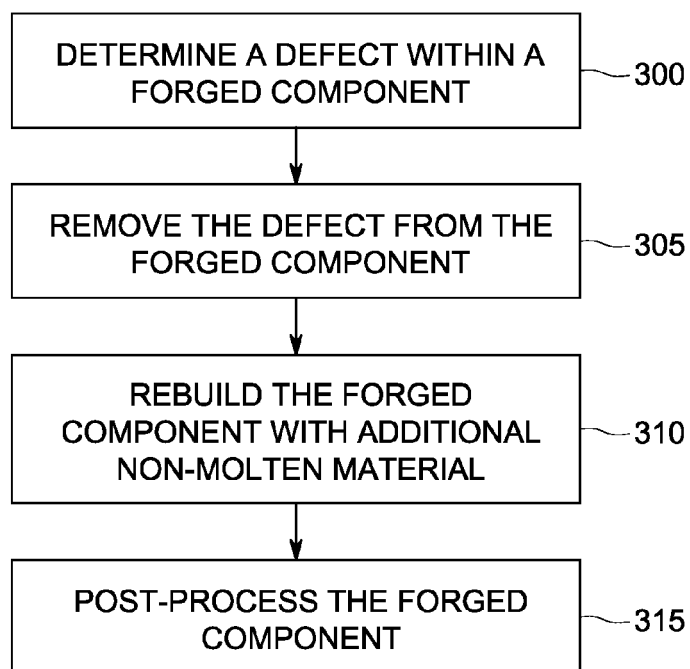 DETERMINE A DEFECT WITHIN A
FORGED COMPONENT
300
REMOVE THE DEFECT FROM THE
FORGED COMPONENT
305
REBUILD THE FORGED
COMPONENT WITH ADDITIONAL
NON-MOLTEN MATERIAL
310
POST-PROCESS THE FORGED
COMPONENT
315